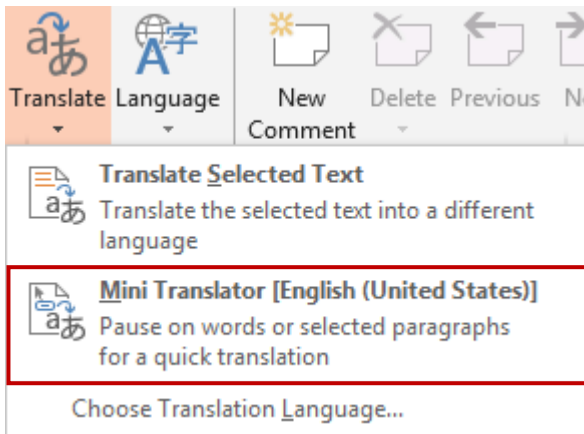 Translate Language New Delete Previous
Comment
Translate Selected Text
Translate the selected text into a different
language
Mini Translator [English (United States)]
Pause on words or selected paragraphs
for a quick translation
Choose Translation Language...